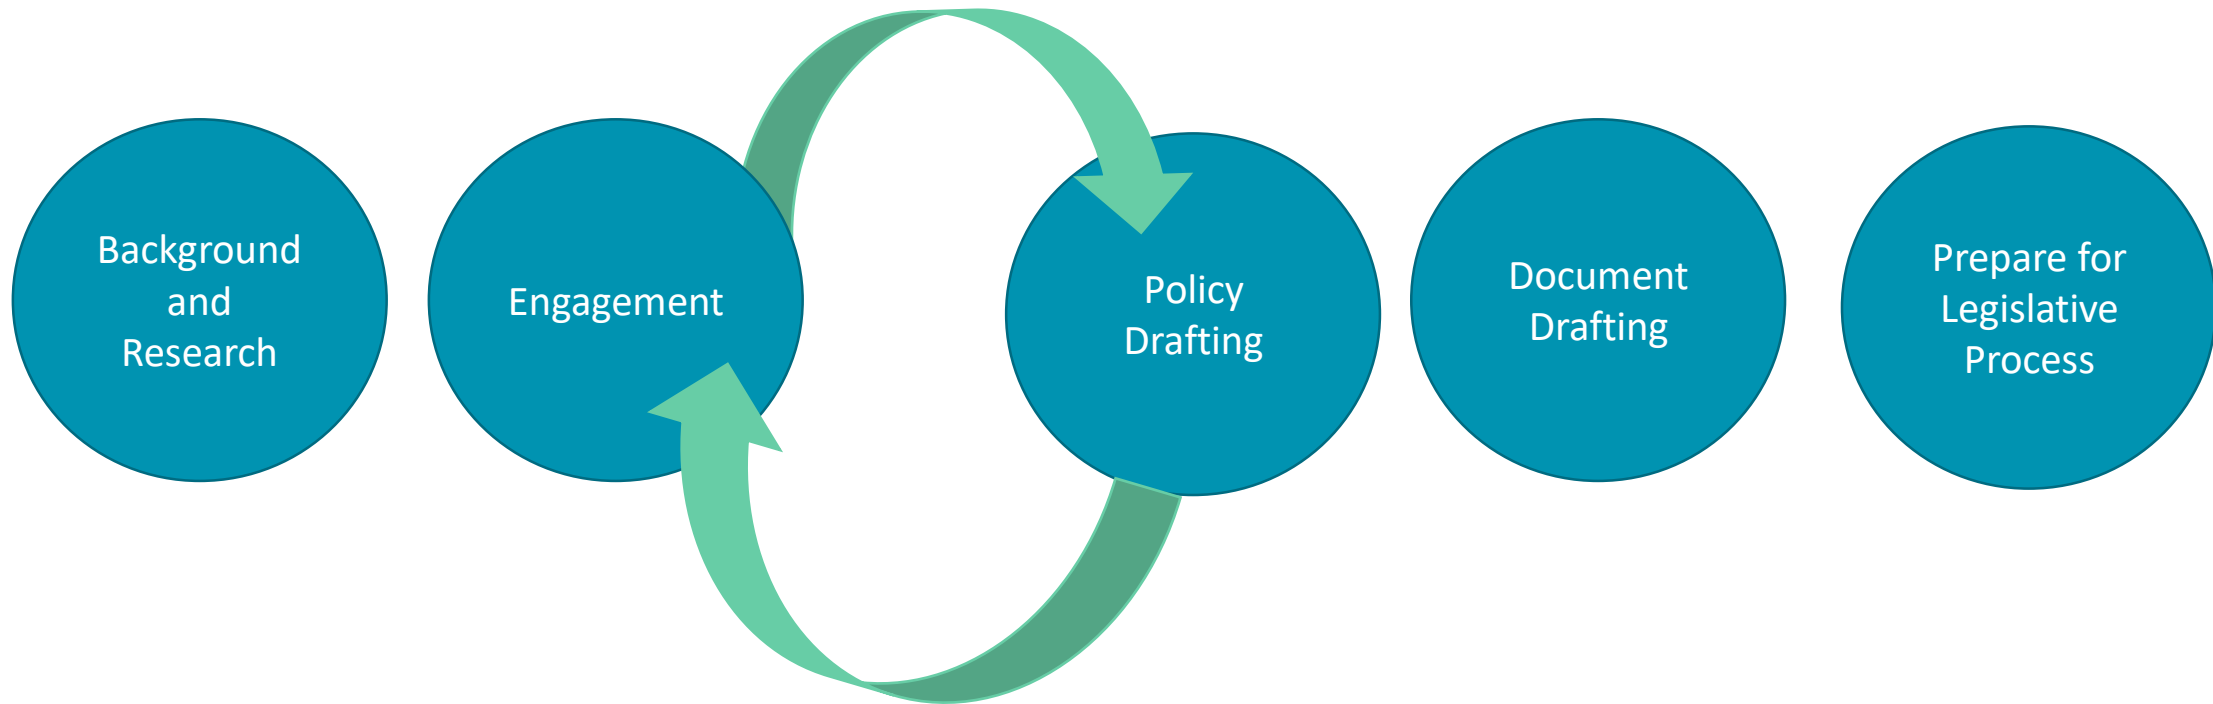 Background
and
Research
Engagement
Policy
Drafting
Document
Drafting
Prepare for
Legislative
Process